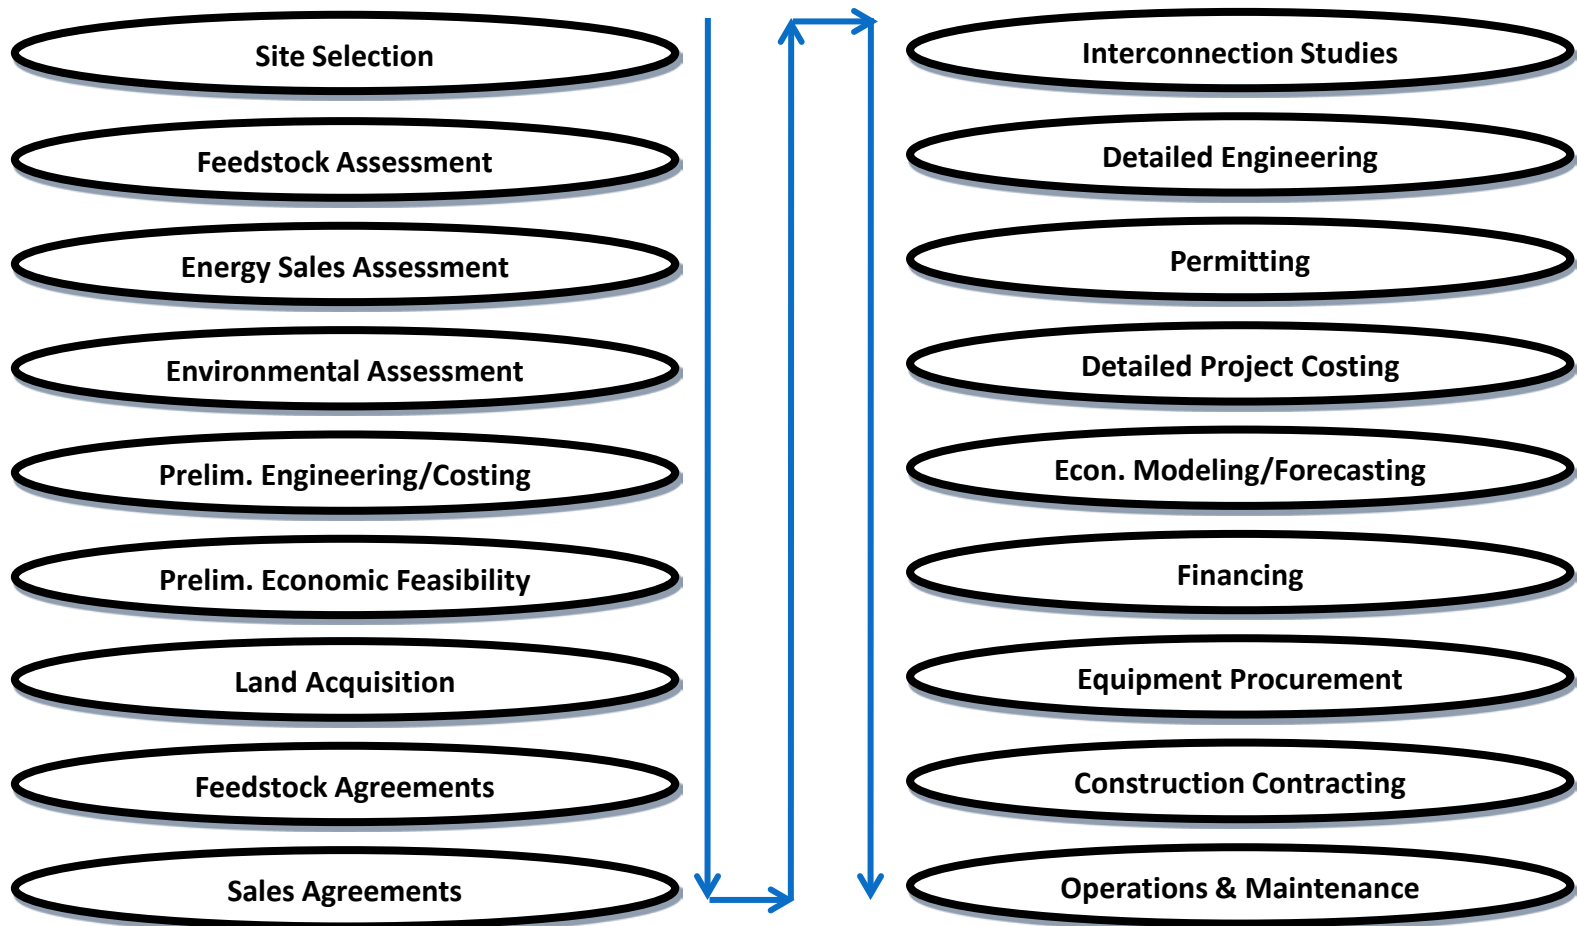 Site Selection
Feedstock Assessment
Energy Sales Assessment
Environmental Assessment
Prelim. Engineering/Costing
Prelim. Economic Feasibility
Land Acquisition
Feedstock Agreements
Sales Agreements
Interconnection Studies
Detailed Engineering
Permitting
Detailed Project Costing
Econ. Modeling/Forecasting
Financing
Equipment Procurement
Construction Contracting
Operations & Maintenance